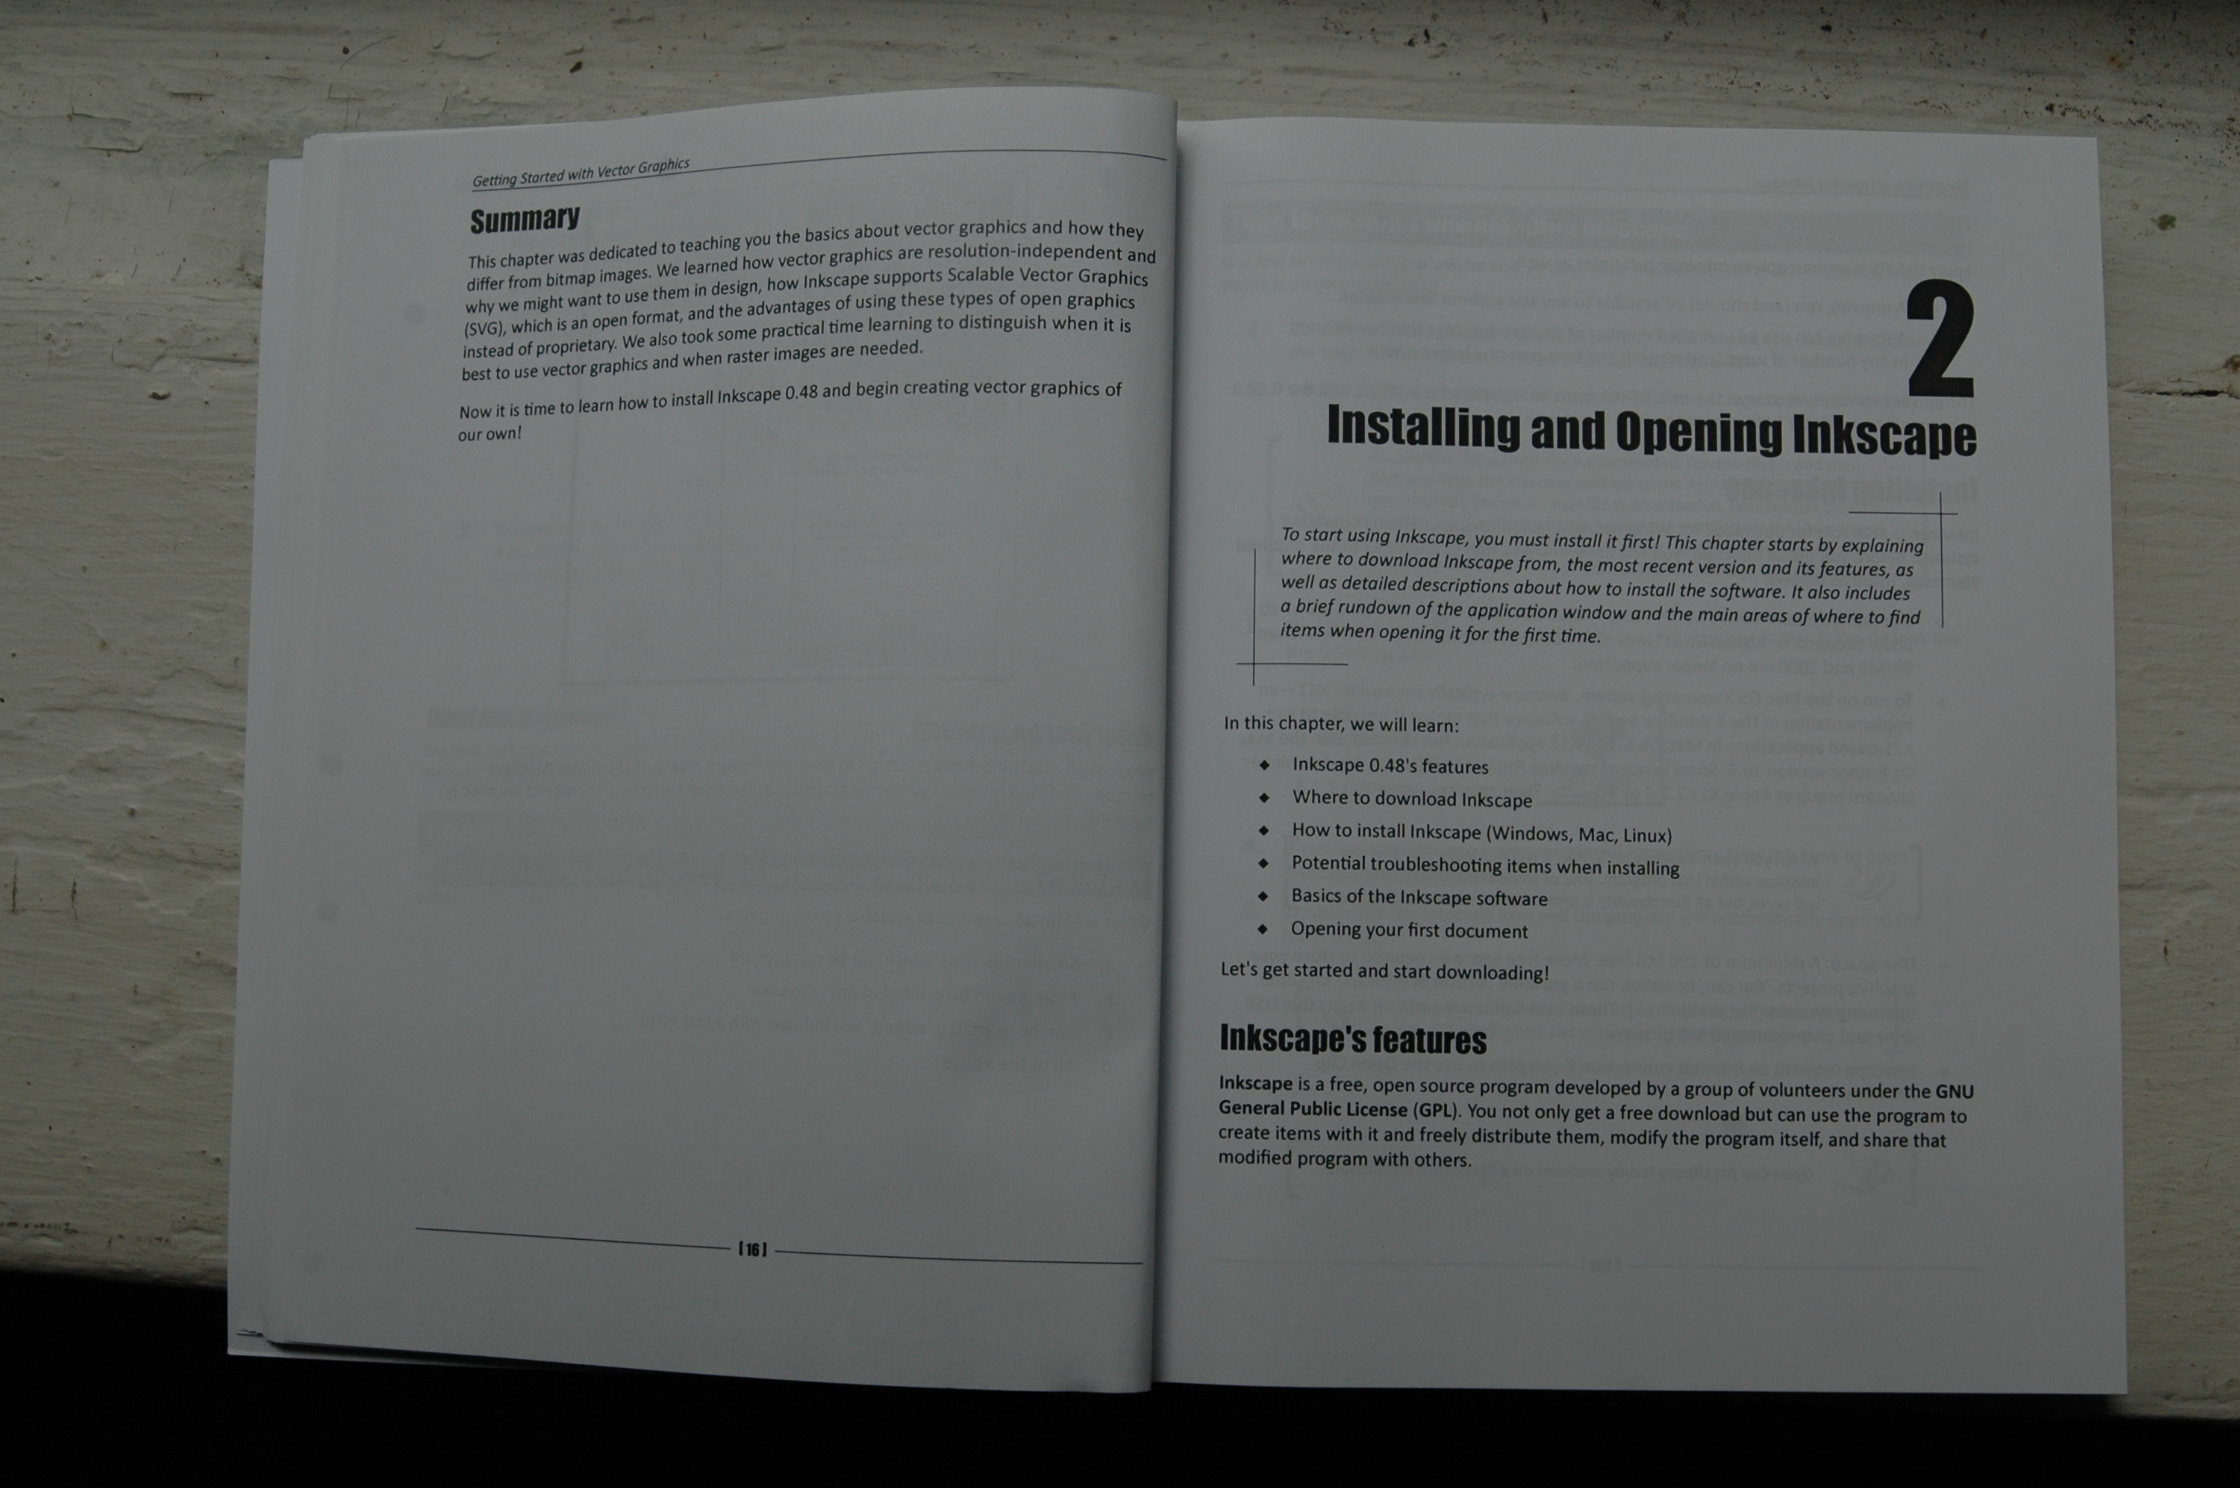 Getting Started with Vector Graphics
Summary
This chapter was dedicated to teaching you the basics about vector graphics and how they
differ from bitmap images. We learned how vector graphics are resolution-independent and
why we might want to use them in design, how Inkscape supports Scalable Vector Graphics
(SVG), which is an open format, and the advantages of using these types of open graphics
instead of proprietary. We also took some practical time learning to distinguish when it is
best to use vector graphics and when raster images are needed.
Now it is time to learn how to install Inkscape 0.48 and begin creating vector graphics of
our own!
[ 16 ]
2
Installing and Opening Inkscape
To start using Inkscape, you must install it first! This chapter starts by explaining
where to download Inkscape from, the most recent version and its features, as
well as detailed descriptions about how to install the software. It also includes
a brief rundown of the application window and the main areas of where to find
items when opening it for the first time.
In this chapter, we will learn:
◆ Inkscape 0.48's features
◆ Where to download Inkscape
◆ How to install Inkscape (Windows, Mac, Linux)
◆ Potential troubleshooting items when installing
◆ Basics of the Inkscape software
◆ Opening your first document
Let's get started and start downloading!
Inkscape's features
Inkscape is a free, open source program developed by a group of volunteers under the GNU
General Public License (GPL). You not only get a free download but can use the program to
create items with it and freely distribute them, modify the program itself, and share that
modified program with others.